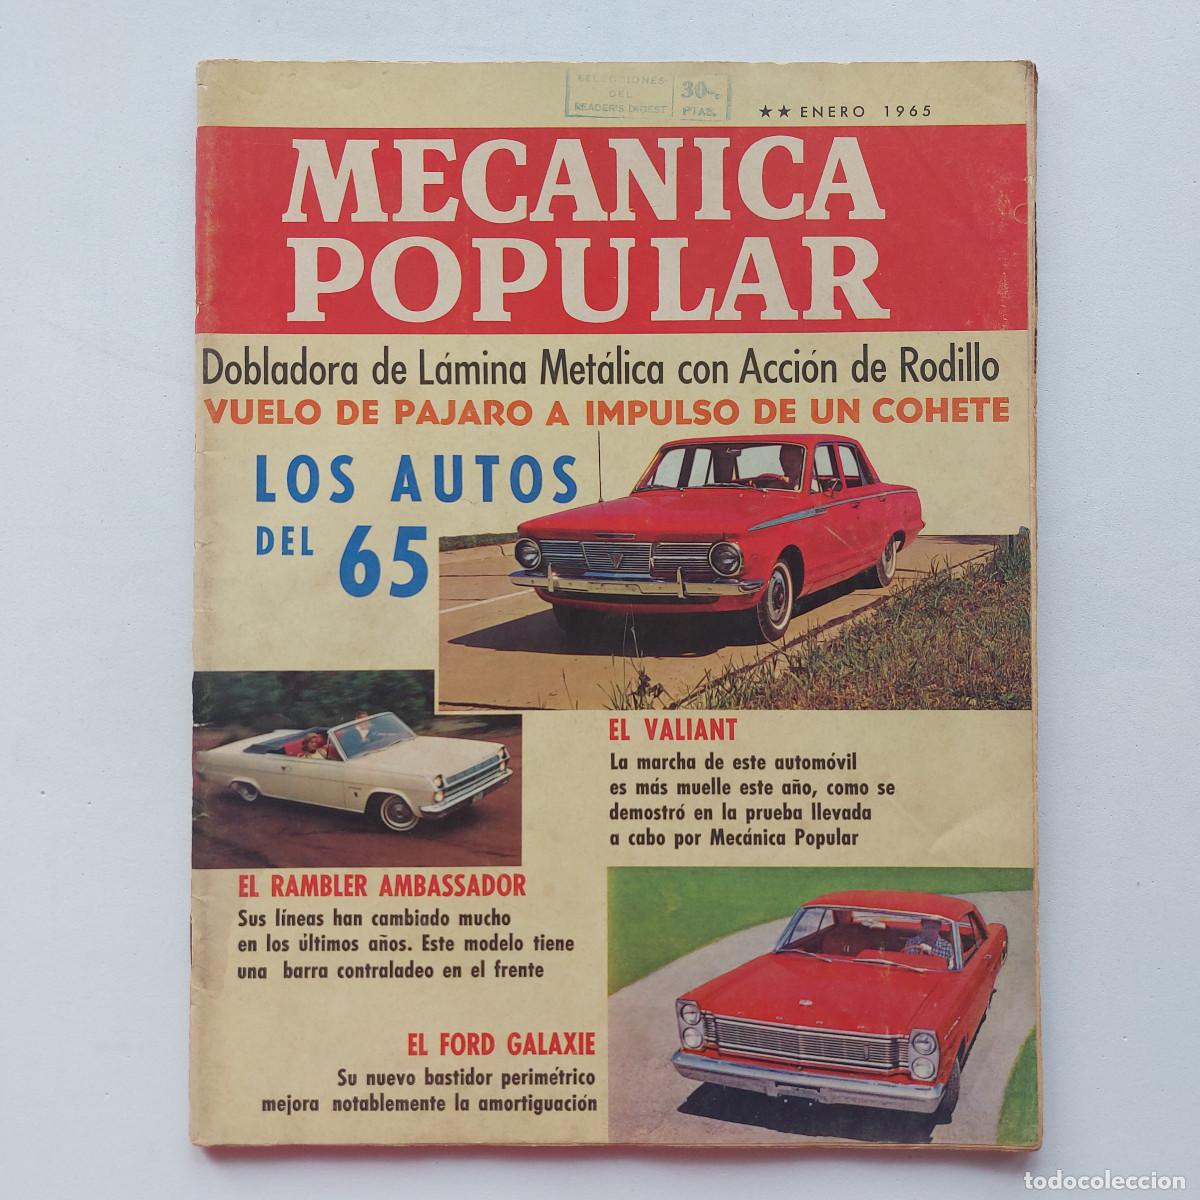 SELECCIONES
DEL
READER'S DIGEST
30
PTAS.
★★ ENERO 1965
MECANICA
POPULAR
Dobladora de Lámina Metálica con Acción de Rodillo
VUELO DE PAJARO A IMPULSO DE UN COHETE
LOS AUTOS
DEL 65
EL VALIANT
La marcha de este automóvil
es más muelle este año, como se
demostró en la prueba llevada
a cabo por Mecánica Popular
EL RAMBLER AMBASSADOR
Sus líneas han cambiado mucho
en los últimos años. Este modelo tiene
una barra contraladeo en el frente
EL FORD GALAXIE
Su nuevo bastidor perimétrico
mejora notablemente la amortiguación
todocoleccion